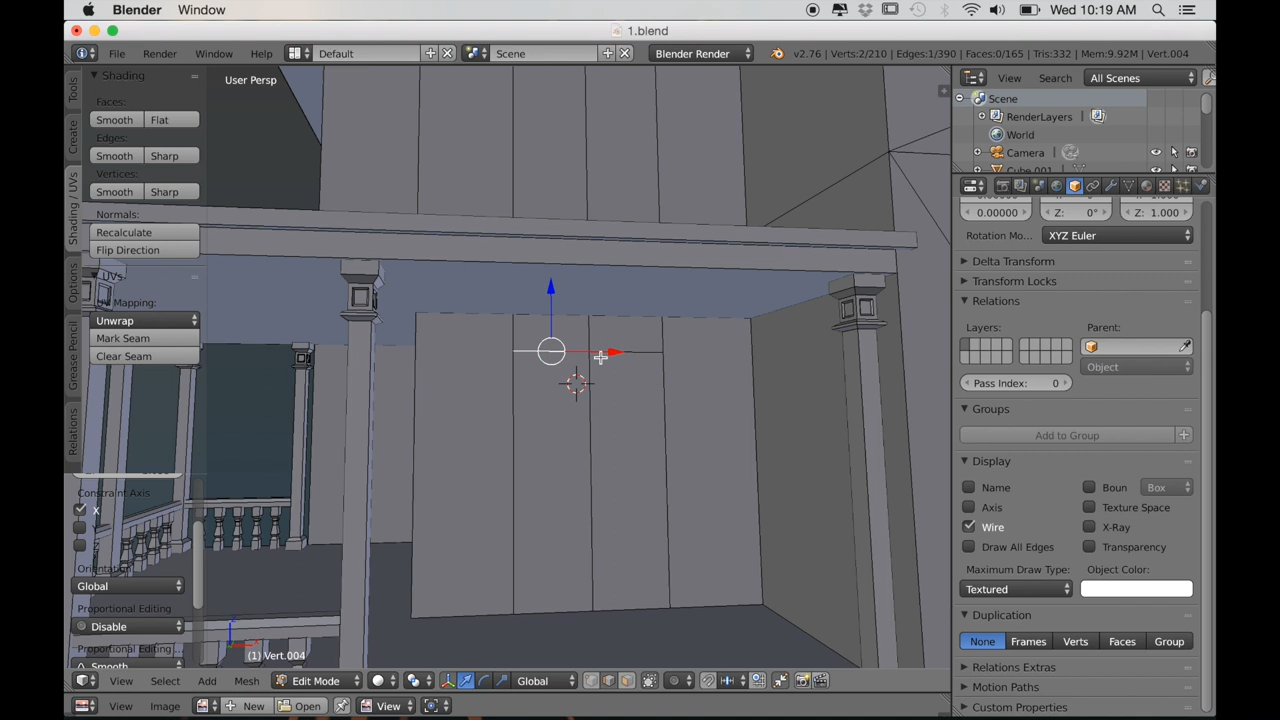 Blender Window Wed 10:19 AM
1.blend
File Render Window Help Default Scene Blender Render v2.76 | Verts:2/210 | Edges:1/390 | Faces:0/165 | Tris:332 | Mem:9.92M | Vert.004
Shading
User Persp
View Search All Scenes
Faces:
Smooth Flat
Edges:
Smooth Sharp
Vertices:
Smooth Sharp
Normals:
Recalculate
Flip Direction
UVs
UV Mapping:
Unwrap
Mark Seam
Clear Seam
Tools
Create
Shading / UVs
Options
Grease Pencil
Relations
Constraint Axis
X
Orientation
Global
Proportional Editing
Disable
Proportional Editing ...
Smooth
(1) Vert.004
Scene
RenderLayers
World
Camera
Cube.001
0.00000 Z: 0° Z: 1.000
Rotation Mo... XYZ Euler
Delta Transform
Transform Locks
Relations
Layers: Parent:
Object
Pass Index: 0
Groups
Add to Group
Display
Name Boun Box
Axis Texture Space
Wire X-Ray
Draw All Edges Transparency
Maximum Draw Type: Object Color:
Textured
Duplication
None Frames Verts Faces Group
Relations Extras
Motion Paths
Custom Properties
View Select Add Mesh Edit Mode Global
View Image New Open View